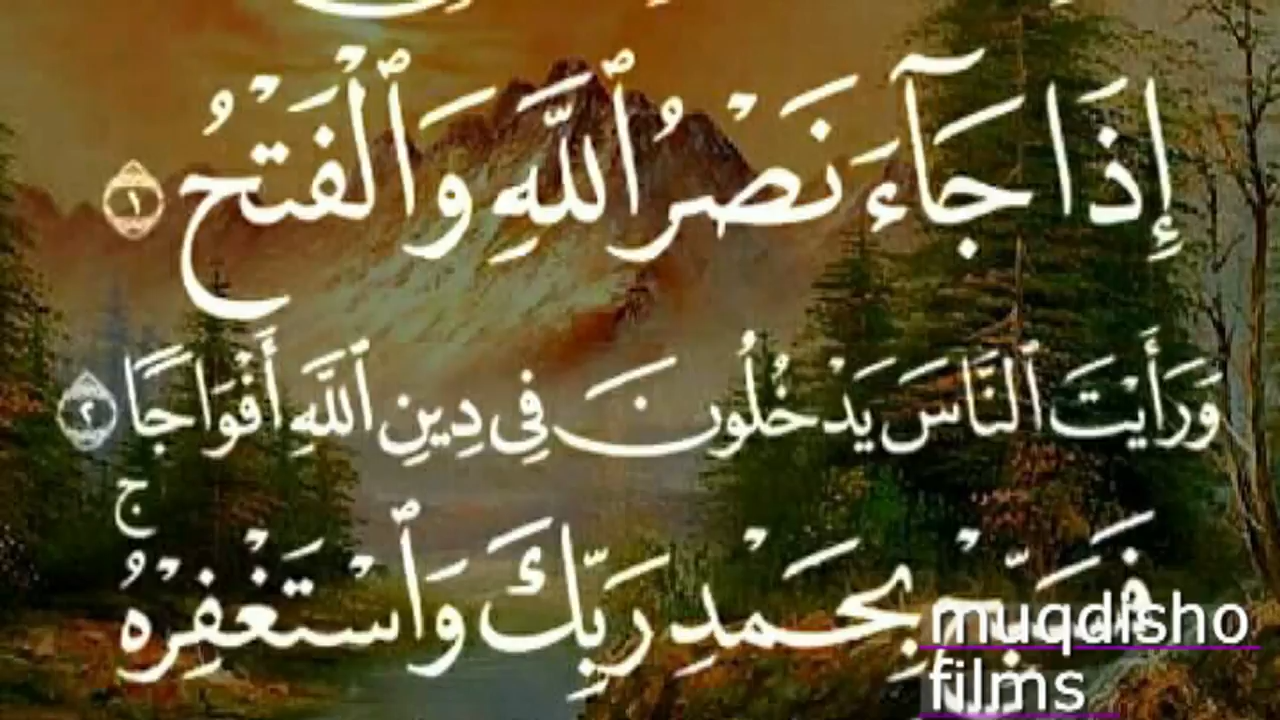 إِذَا جَآءَ نَصْرُ ٱللَّهِ وَٱلْفَتْحُ ١
وَرَأَيْتَ ٱلنَّاسَ يَدْخُلُونَ فِى دِينِ ٱللَّهِ أَفْوَاجًا ٢
فَسَبِّحْ بِحَمْدِ رَبِّكَ وَٱسْتَغْفِرْهُ ۚ
muqdisho
films